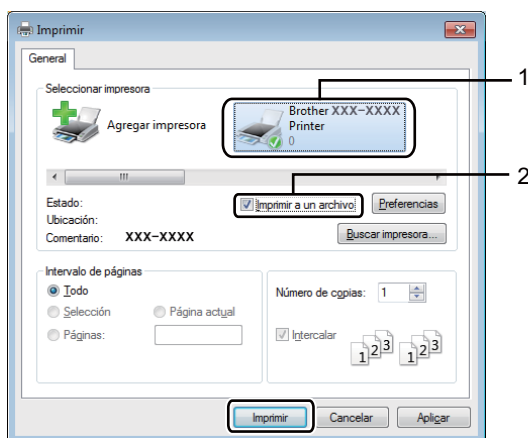 Imprimir
General
Seleccionar impresora
1
Agregar impresora
Brother XXX-XXXX
Printer
0
2
Estado:
Imprimir a un archivo
Preferencias
Ubicación:
Comentario: XXX-XXXX
Buscar impresora...
Intervalo de páginas
Todo
Número de copias: 1
Selección
Página actual
Páginas:
Intercalar
1 2 3 1 2 3
Imprimir
Cancelar
Aplicar